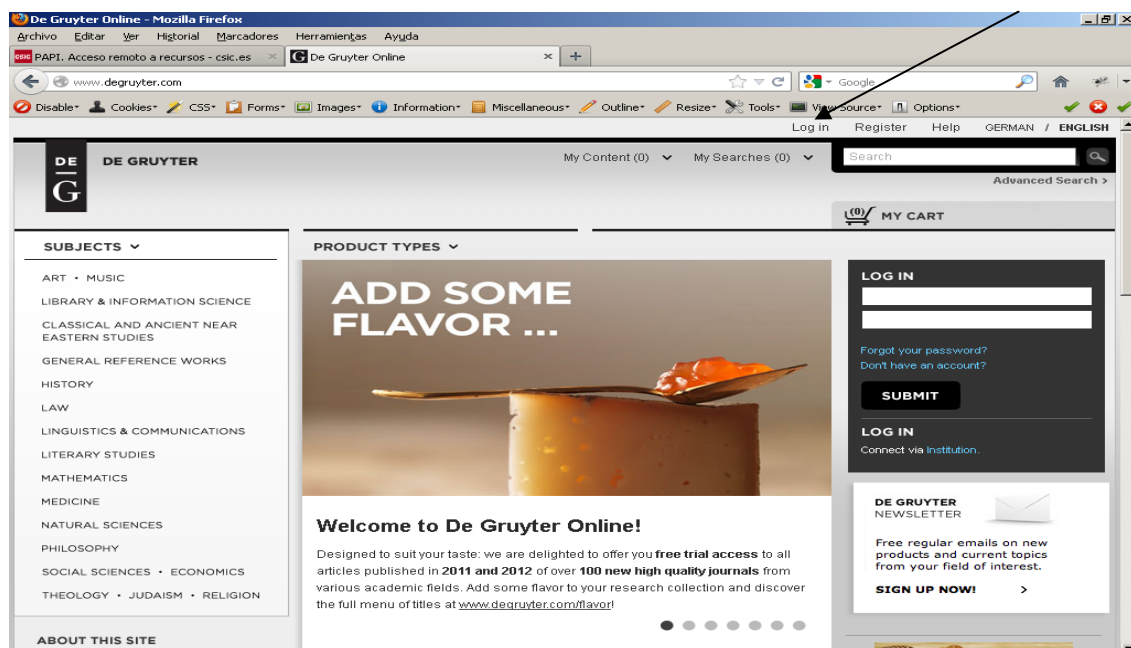 De Gruyter Online - Mozilla Firefox
Archivo Editar Ver Historial Marcadores Herramientas Ayuda
CSIC PAPI. Acceso remoto a recursos - csic.es G De Gruyter Online
www.degruyter.com Google
Disable Cookies CSS Forms Images Information Miscellaneous Outline Resize Tools View Source Options
Log in Register Help GERMAN / ENGLISH
DE G DE GRUYTER My Content (0) My Searches (0) Search
Advanced Search >
(0) MY CART
SUBJECTS PRODUCT TYPES
ART • MUSIC
LIBRARY & INFORMATION SCIENCE
CLASSICAL AND ANCIENT NEAR
EASTERN STUDIES
GENERAL REFERENCE WORKS
HISTORY
LAW
LINGUISTICS & COMMUNICATIONS
LITERARY STUDIES
MATHEMATICS
MEDICINE
NATURAL SCIENCES
PHILOSOPHY
SOCIAL SCIENCES • ECONOMICS
THEOLOGY • JUDAISM • RELIGION
ABOUT THIS SITE
ADD SOME
FLAVOR ...
Welcome to De Gruyter Online!
Designed to suit your taste: we are delighted to offer you free trial access to all
articles published in 2011 and 2012 of over 100 new high quality journals from
various academic fields. Add some flavor to your research collection and discover
the full menu of titles at www.degruyter.com/flavor!
LOG IN
Forgot your password?
Don't have an account?
SUBMIT
LOG IN
Connect via Institution.
DE GRUYTER
NEWSLETTER
Free regular emails on new
products and current topics
from your field of interest.
SIGN UP NOW! >